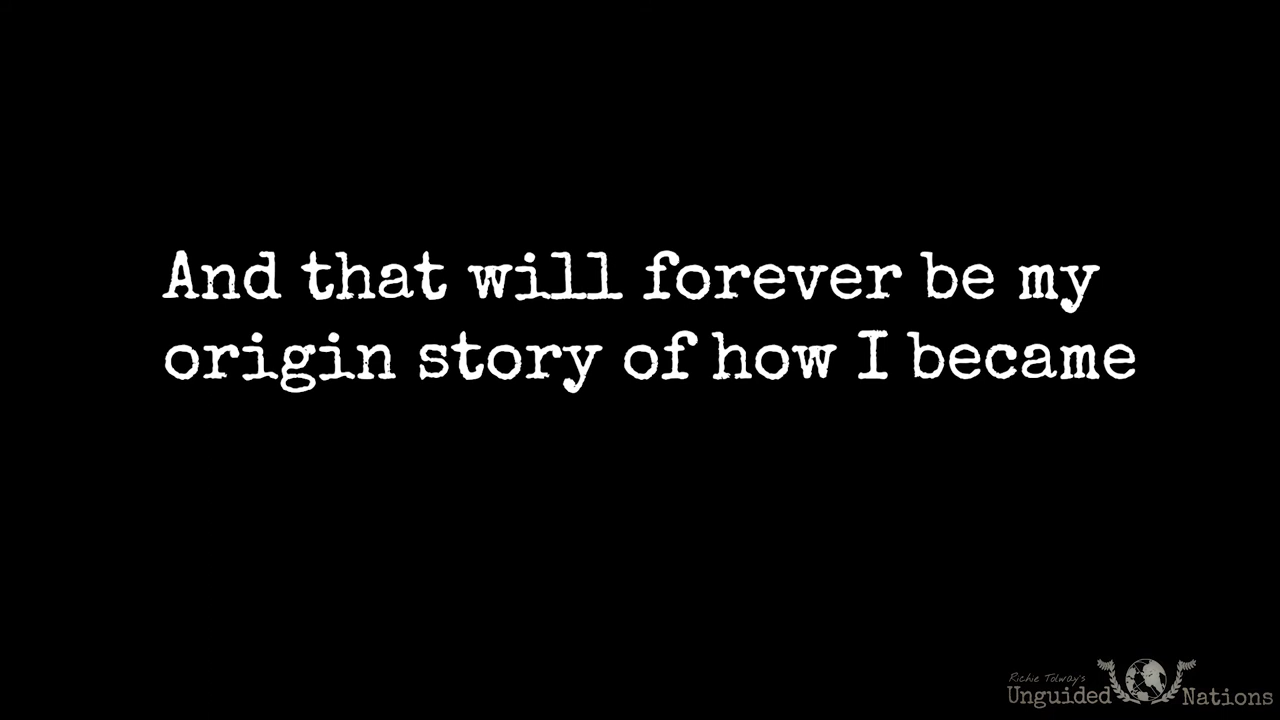 And that will forever be my
origin story of how I became
Richie Tolway's
Unguided Nations